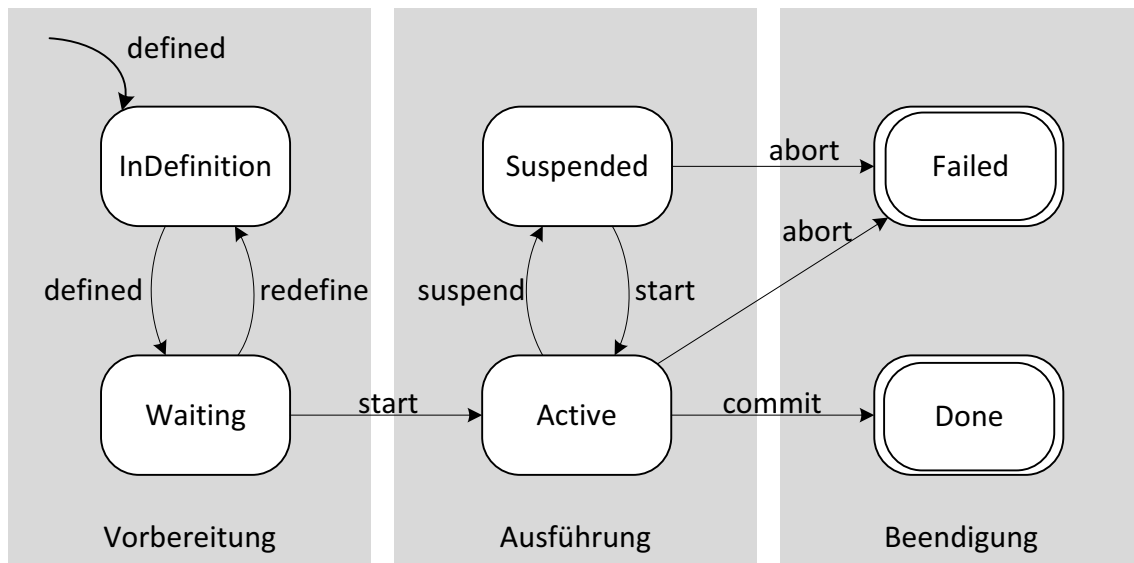 defined
InDefinition
defined
redefine
Waiting
start
Vorbereitung
Suspended
suspend
start
Active
Ausführung
abort
abort
commit
Failed
Done
Beendigung